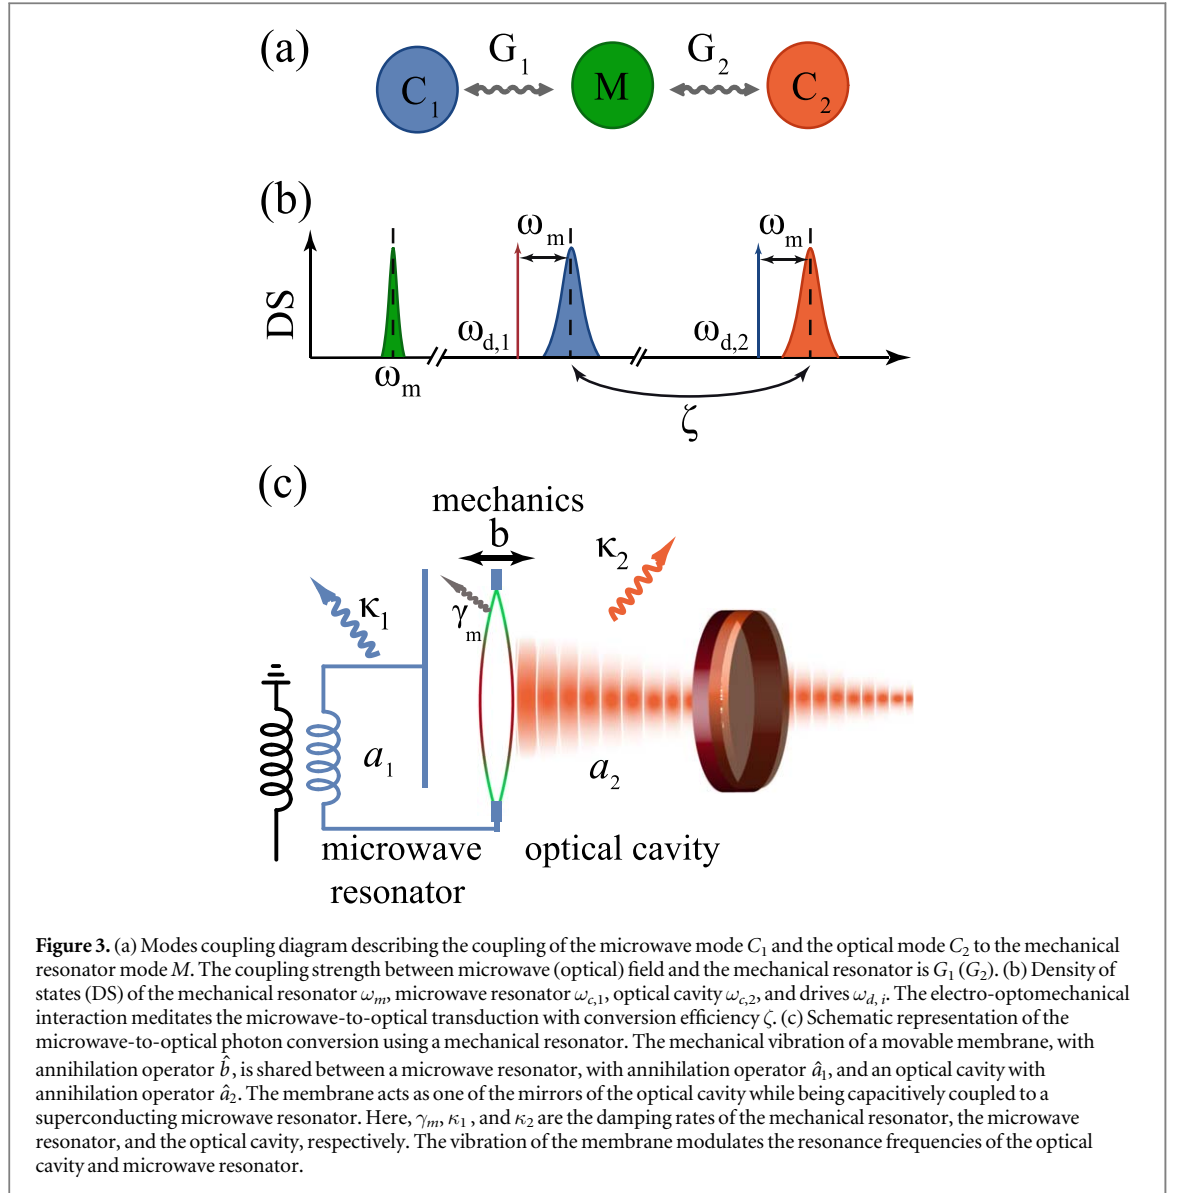 (a)
G1
G2
C1
M
C2
(b)
ωm
ωm
DS
ωd,1
ωd,2
ωm
ζ
(c)
mechanics
b
κ2
κ1
γm
a1
a2
microwave
resonator
optical cavity
Figure 3. (a) Modes coupling diagram describing the coupling of the microwave mode C1 and the optical mode C2 to the mechanical
resonator mode M. The coupling strength between microwave (optical) field and the mechanical resonator is G1 (G2). (b) Density of
states (DS) of the mechanical resonator ωm, microwave resonator ωc,1, optical cavity ωc,2, and drives ωd, i. The electro-optomechanical
interaction meditates the microwave-to-optical transduction with conversion efficiency ζ. (c) Schematic representation of the
microwave-to-optical photon conversion using a mechanical resonator. The mechanical vibration of a movable membrane, with
annihilation operator b̂, is shared between a microwave resonator, with annihilation operator â1, and an optical cavity with
annihilation operator â2. The membrane acts as one of the mirrors of the optical cavity while being capacitively coupled to a
superconducting microwave resonator. Here, γm, κ1 , and κ2 are the damping rates of the mechanical resonator, the microwave
resonator, and the optical cavity, respectively. The vibration of the membrane modulates the resonance frequencies of the optical
cavity and microwave resonator.